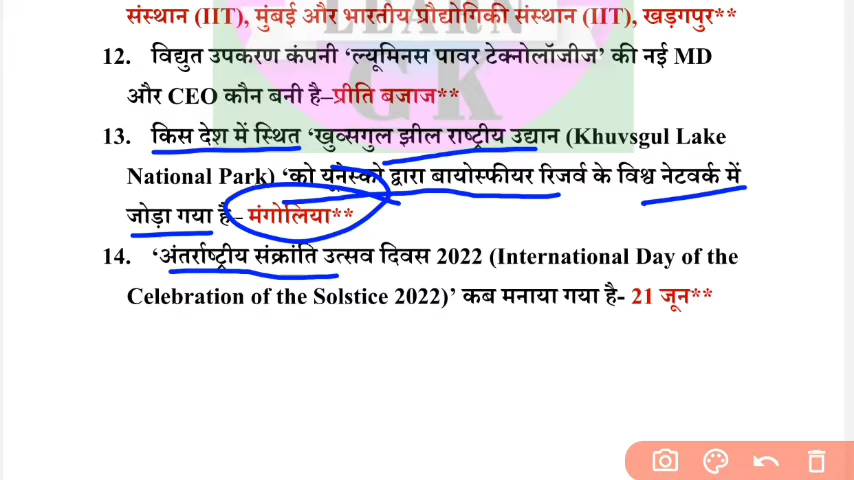 संस्थान (IIT), मुंबई और भारतीय प्रौद्योगिकी संस्थान (IIT), खड़गपुर**
LEARN
GK
12. विद्युत उपकरण कंपनी ‘ल्यूमिनस पावर टेक्नोलॉजीज’ की नई MD
और CEO कौन बनी है–प्रीति बजाज**
13. किस देश में स्थित ‘खुव्सगुल झील राष्ट्रीय उद्यान (Khuvsgul Lake
National Park) ‘को यूनेस्को द्वारा बायोस्फीयर रिजर्व के विश्व नेटवर्क में
जोड़ा गया है- मंगोलिया**
14. ‘अंतर्राष्ट्रीय संक्रांति उत्सव दिवस 2022 (International Day of the
Celebration of the Solstice 2022)’ कब मनाया गया है- 21 जून**